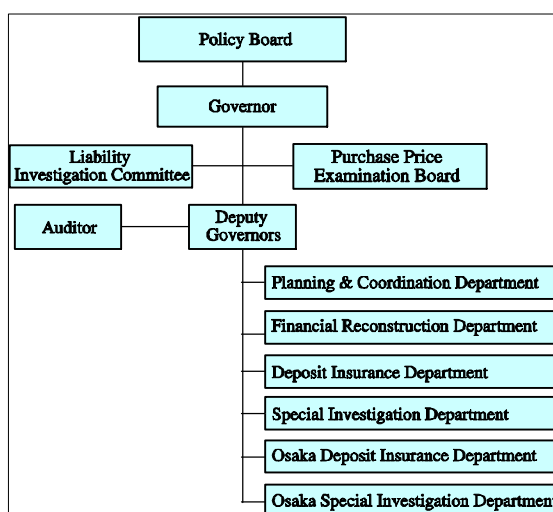 Policy Board
Governor
Liability
Investigation Committee
Purchase Price
Examination Board
Auditor
Deputy
Governors
Planning & Coordination Department
Financial Reconstruction Department
Deposit Insurance Department
Special Investigation Department
Osaka Deposit Insurance Department
Osaka Special Investigation Department